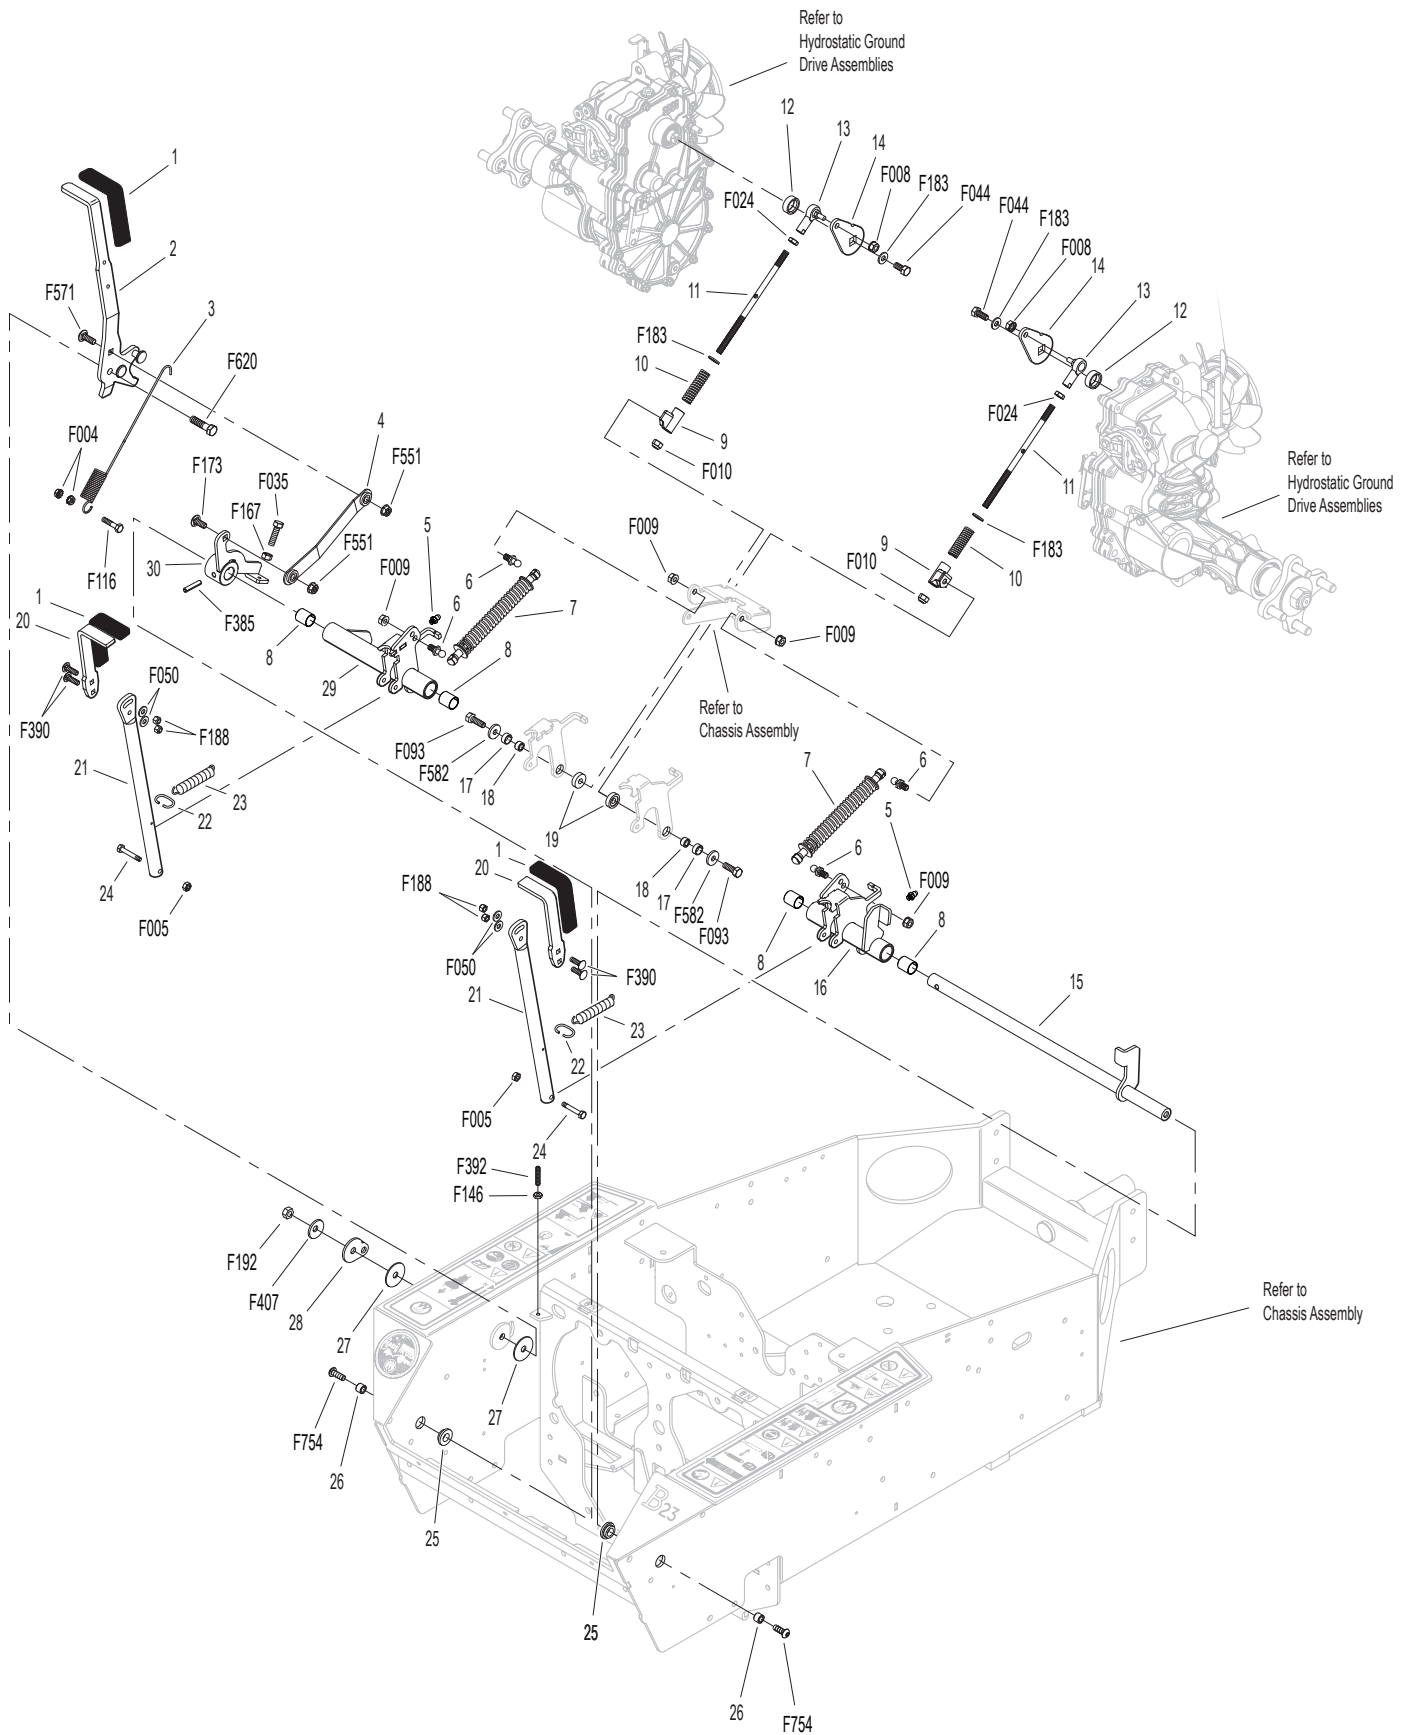 Refer to
Hydrostatic Ground
Drive Assemblies
12
13
14
F008
F183
F044
F024
1
2
F571
3
11
F044
F183
F008
14
13
12
F183
10
F620
4
F004
F173
F035
F551
9
F010
F024
11
Refer to
Hydrostatic Ground
Drive Assemblies
F167
5
F009
F116
30
F551
F009
6
6
7
9
F010
F183
10
1
20
F385
8
29
8
F009
F050
F390
F188
F093
F582
17
18
Refer to
Chassis Assembly
7
6
21
23
22
19
5
24
1
20
18
17
F582
F093
6
F009
F005
F188
8
8
F050
F390
16
15
21
23
22
F005
24
F392
F146
F192
F407
28
27
Refer to
Chassis Assembly
27
F754
26
25
B23
25
26
F754